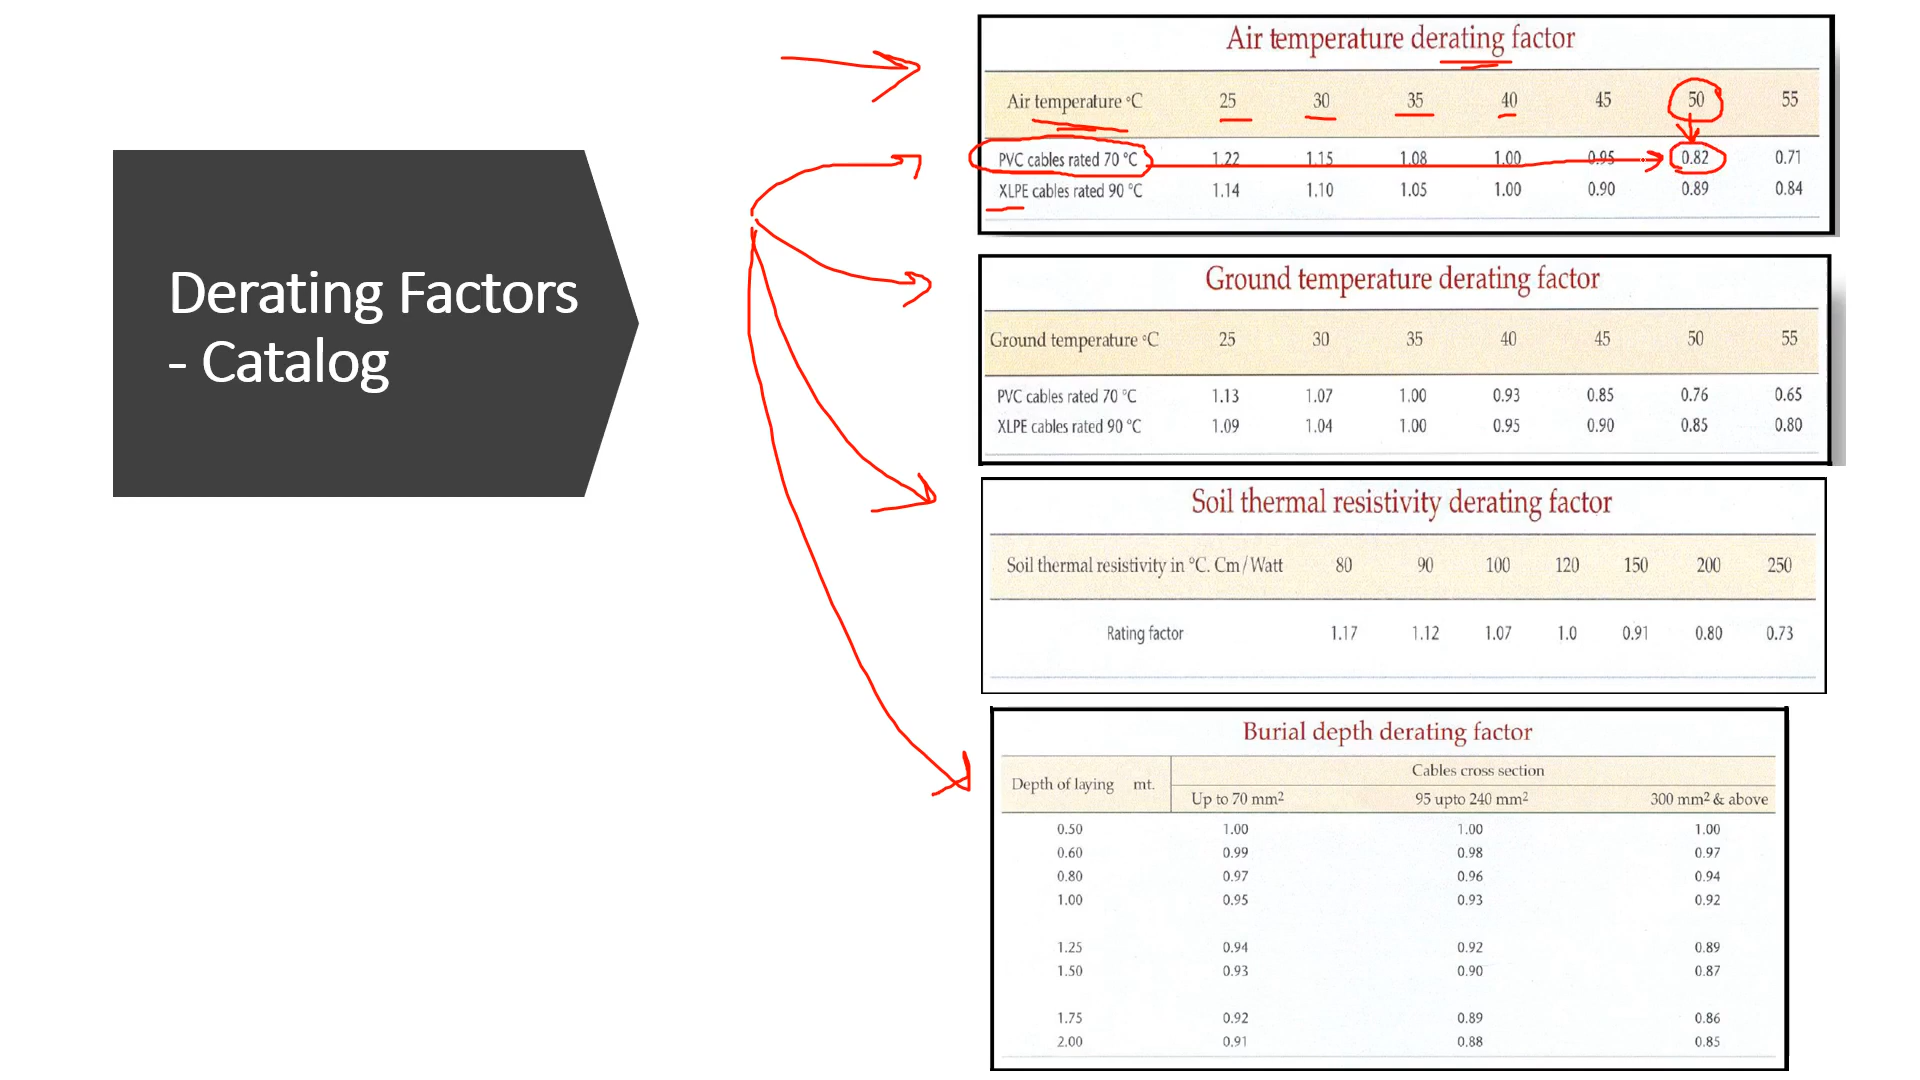 Derating Factors
- Catalog
Air temperature derating factor
Air temperature °C 25 30 35 40 45 50 55
PVC cables rated 70 °C 1.22 1.15 1.08 1.00 0.95 0.82 0.71
XLPE cables rated 90 °C 1.14 1.10 1.05 1.00 0.90 0.89 0.84
Ground temperature derating factor
Ground temperature °C 25 30 35 40 45 50 55
PVC cables rated 70 °C 1.13 1.07 1.00 0.93 0.85 0.76 0.65
XLPE cables rated 90 °C 1.09 1.04 1.00 0.95 0.90 0.85 0.80
Soil thermal resistivity derating factor
Soil thermal resistivity in °C. Cm/Watt 80 90 100 120 150 200 250
Rating factor 1.17 1.12 1.07 1.0 0.91 0.80 0.73
Burial depth derating factor
Depth of laying mt. Cables cross section
Up to 70 mm² 95 upto 240 mm² 300 mm² & above
0.50 1.00 1.00 1.00
0.60 0.99 0.98 0.97
0.80 0.97 0.96 0.94
1.00 0.95 0.93 0.92
1.25 0.94 0.92 0.89
1.50 0.93 0.90 0.87
1.75 0.92 0.89 0.86
2.00 0.91 0.88 0.85